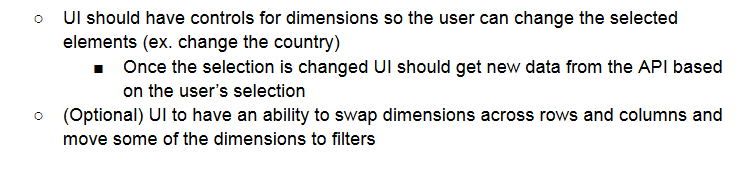 ○ UI should have controls for dimensions so the user can change the selected
elements (ex. change the country)
■ Once the selection is changed UI should get new data from the API based
on the user's selection
○ (Optional) UI to have an ability to swap dimensions across rows and columns and
move some of the dimensions to filters